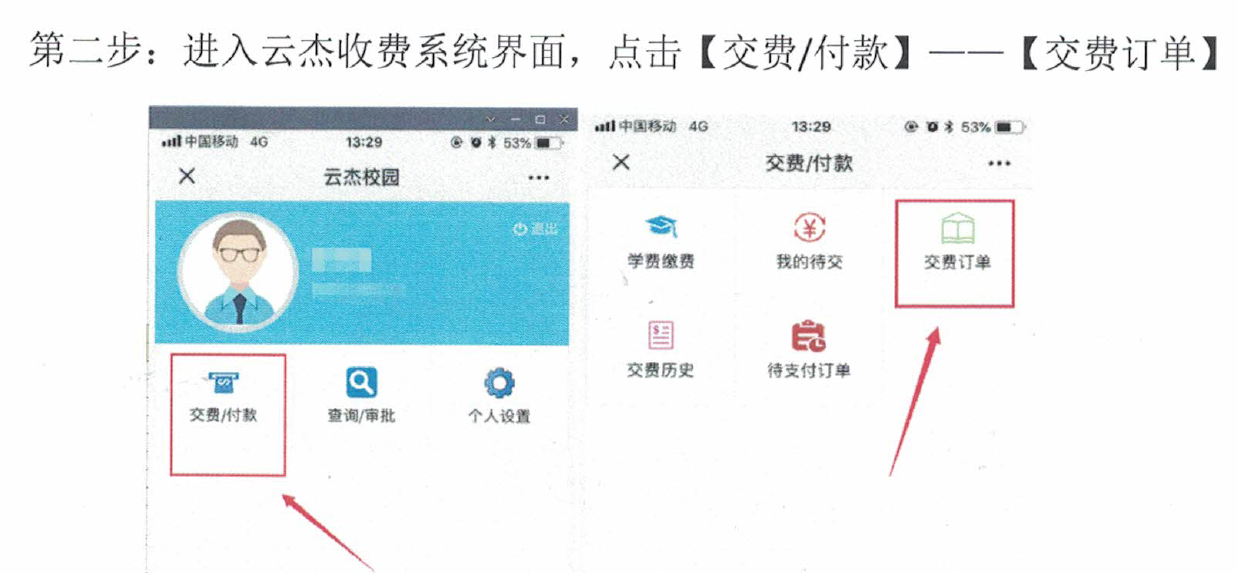 第二步：进入云杰收费系统界面，点击【交费/付款】——【交费订单】
中国移动 4G 13:29 53%
云杰校园
退出
交费/付款 查询/审批 个人设置
中国移动 4G 13:29 53%
交费/付款
学费缴费 我的待交 交费订单
交费历史 待支付订单